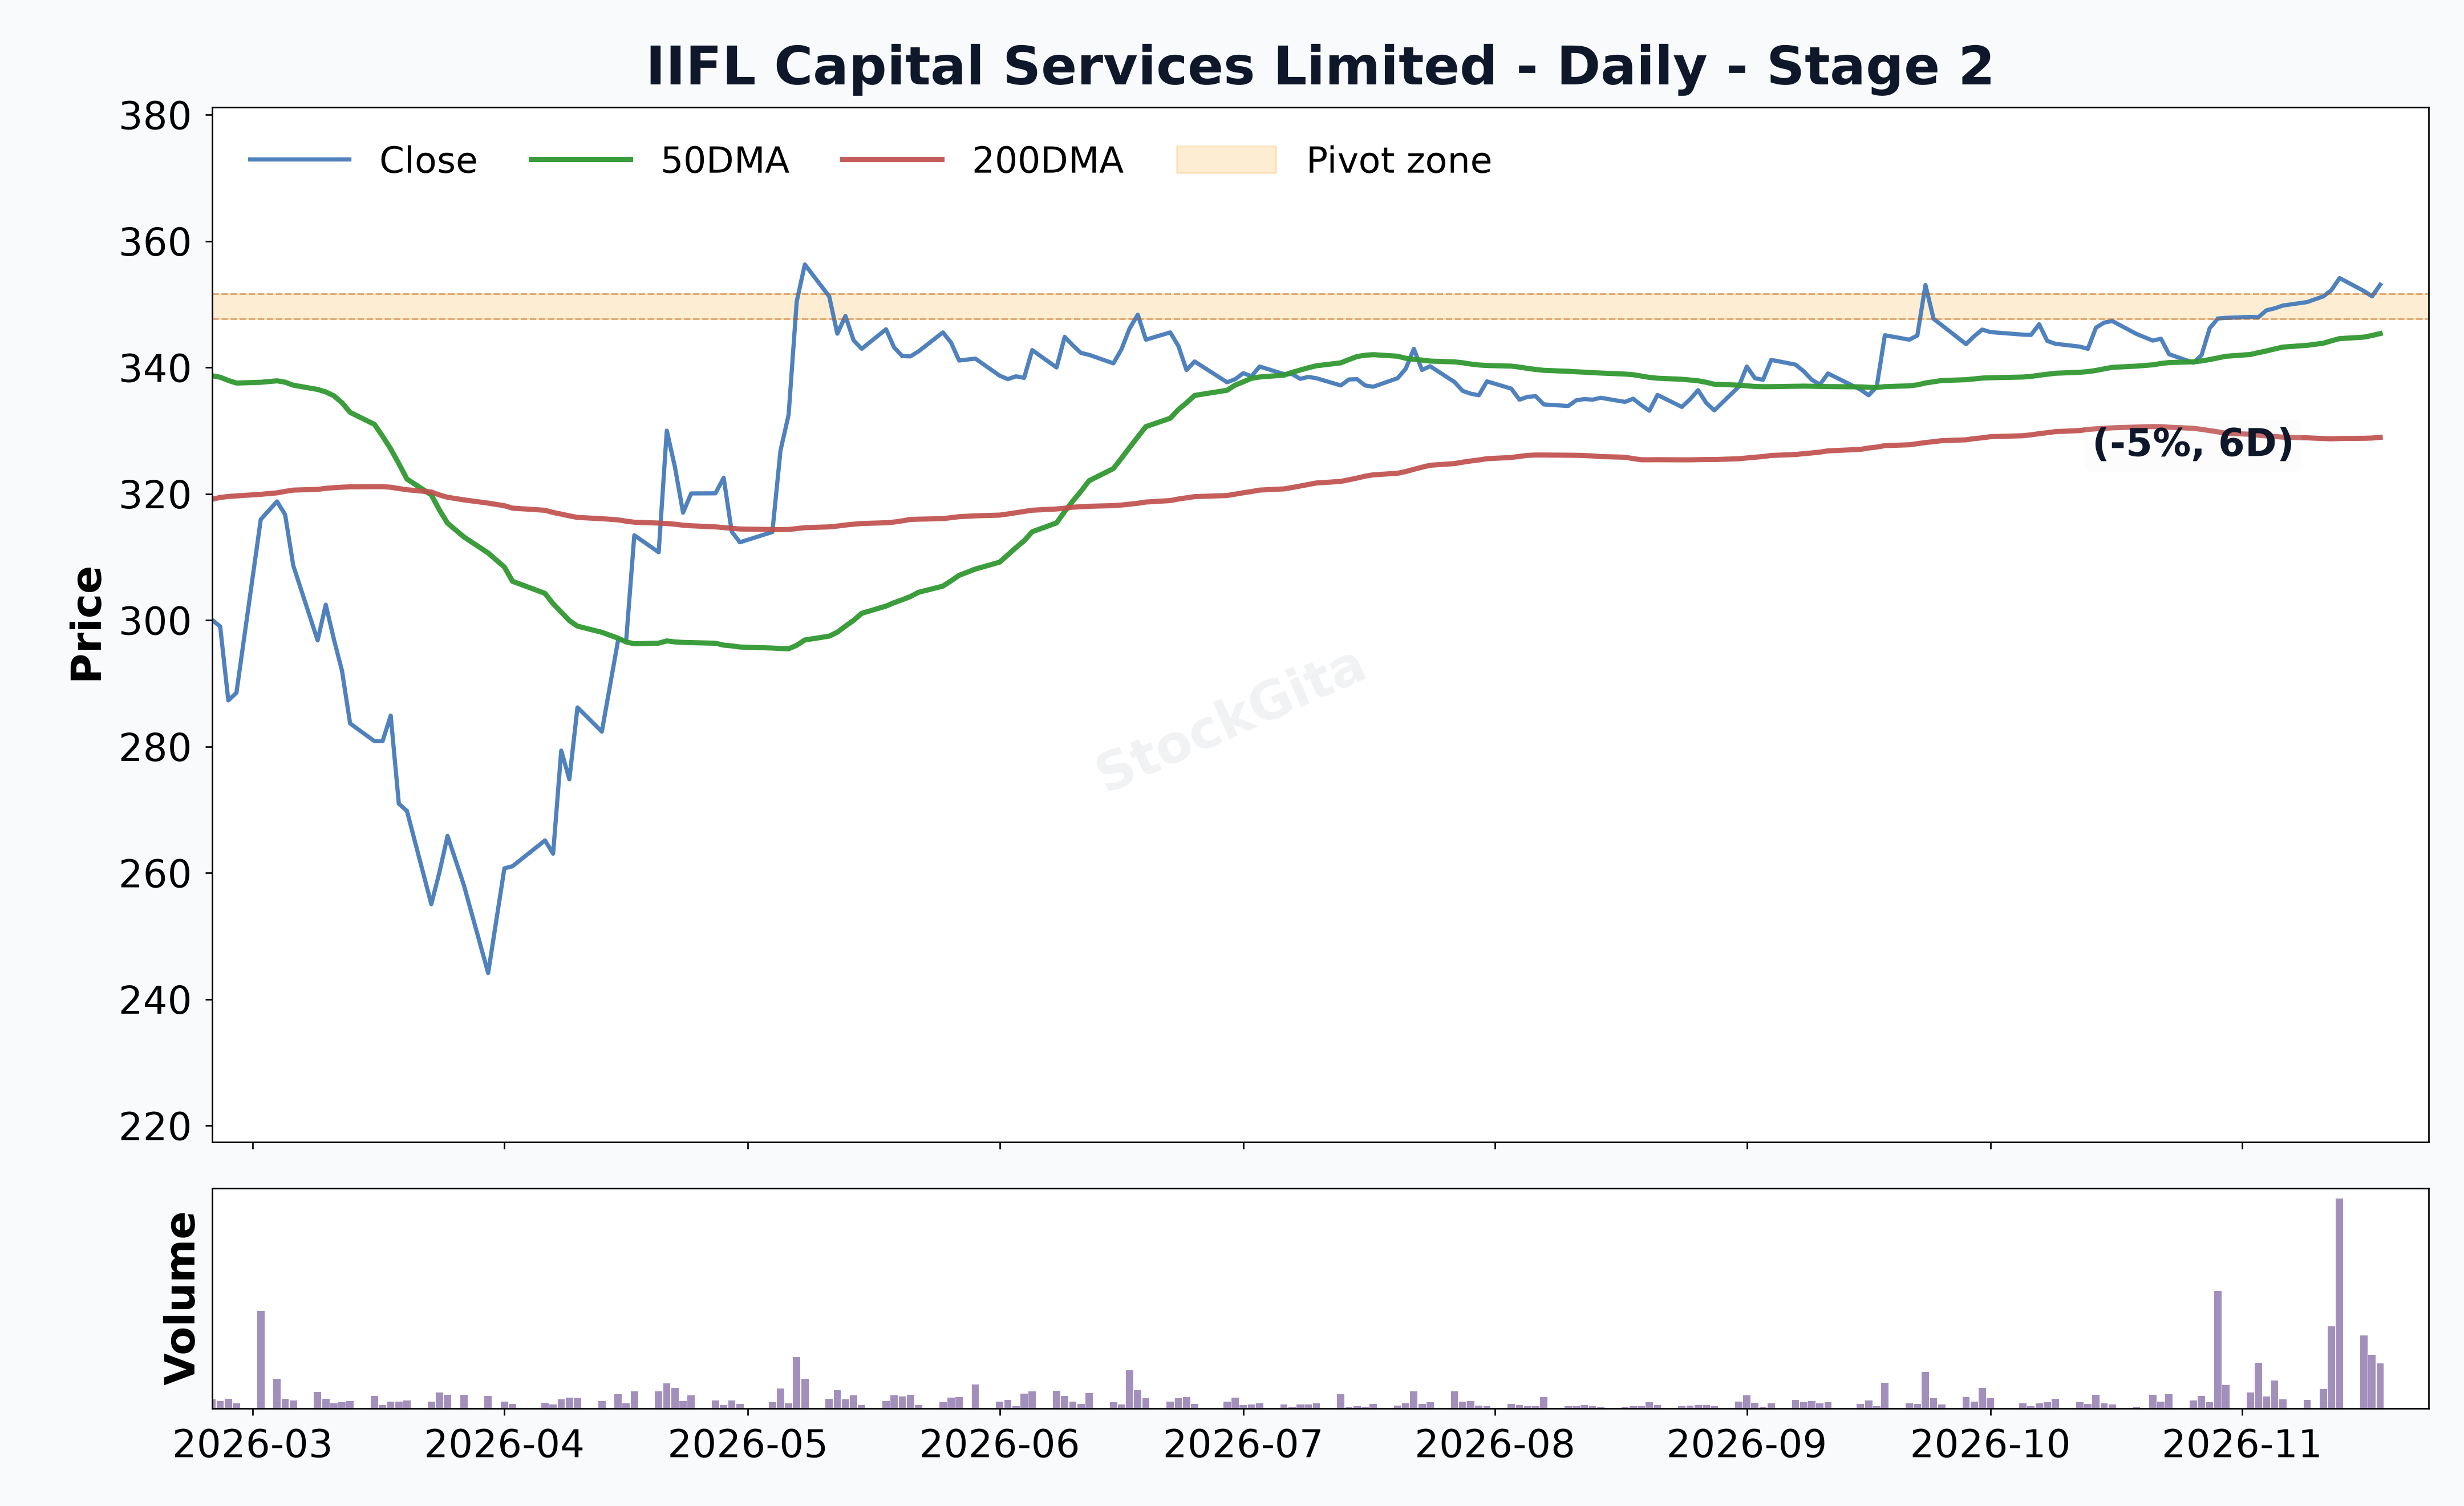 IIFL Capital Services Limited - Daily - Stage 2
380
Close 50DMA 200DMA Pivot zone
360
340
(-5%, 6D)
320
300
280
260
240
220
Price
StockGita
Volume
2026-03 2026-04 2026-05 2026-06 2026-07 2026-08 2026-09 2026-10 2026-11